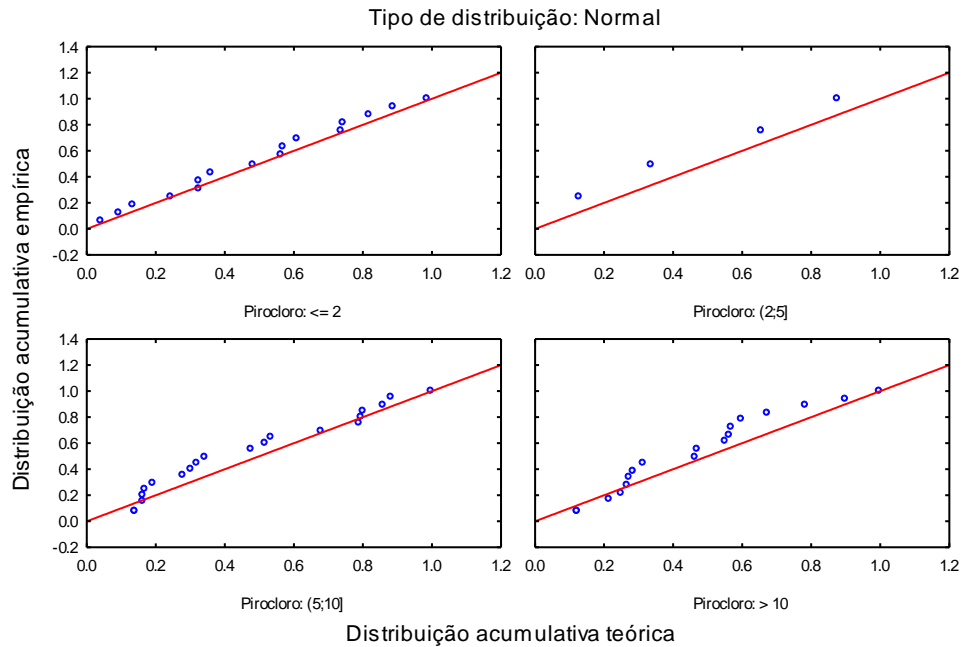 Tipo de distribuição: Normal
Distribuição acumulativa empírica
1.4
1.2
1.0
0.8
0.6
0.4
0.2
0.0
-0.2
0.0 0.2 0.4 0.6 0.8 1.0 1.2
Pirocloro: <= 2
0.0 0.2 0.4 0.6 0.8 1.0 1.2
Pirocloro: (2;5]
1.4
1.2
1.0
0.8
0.6
0.4
0.2
0.0
-0.2
0.0 0.2 0.4 0.6 0.8 1.0 1.2
Pirocloro: (5;10]
0.0 0.2 0.4 0.6 0.8 1.0 1.2
Pirocloro: > 10
Distribuição acumulativa teórica